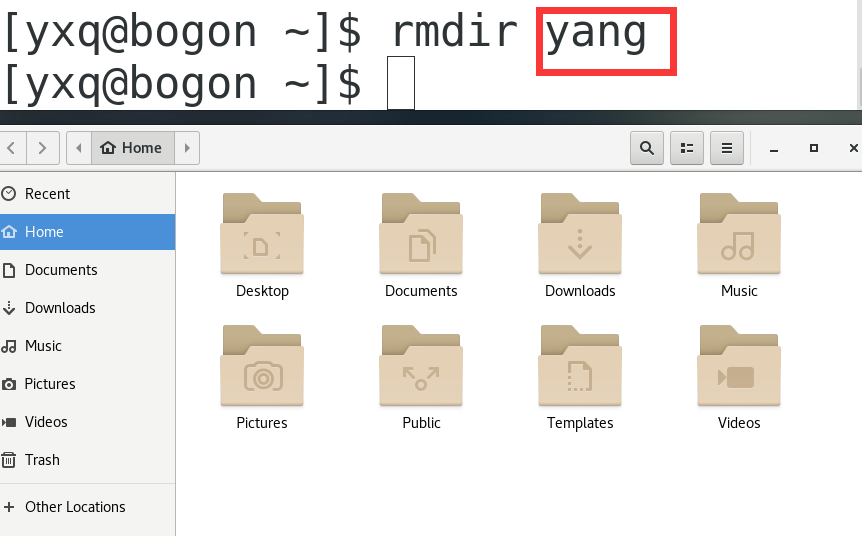 [yxq@bogon ~]$ rmdir yang
[yxq@bogon ~]$
Home
Recent
Home
Documents
Downloads
Music
Pictures
Videos
Trash
Other Locations
Desktop Documents Downloads Music
Pictures Public Templates Videos